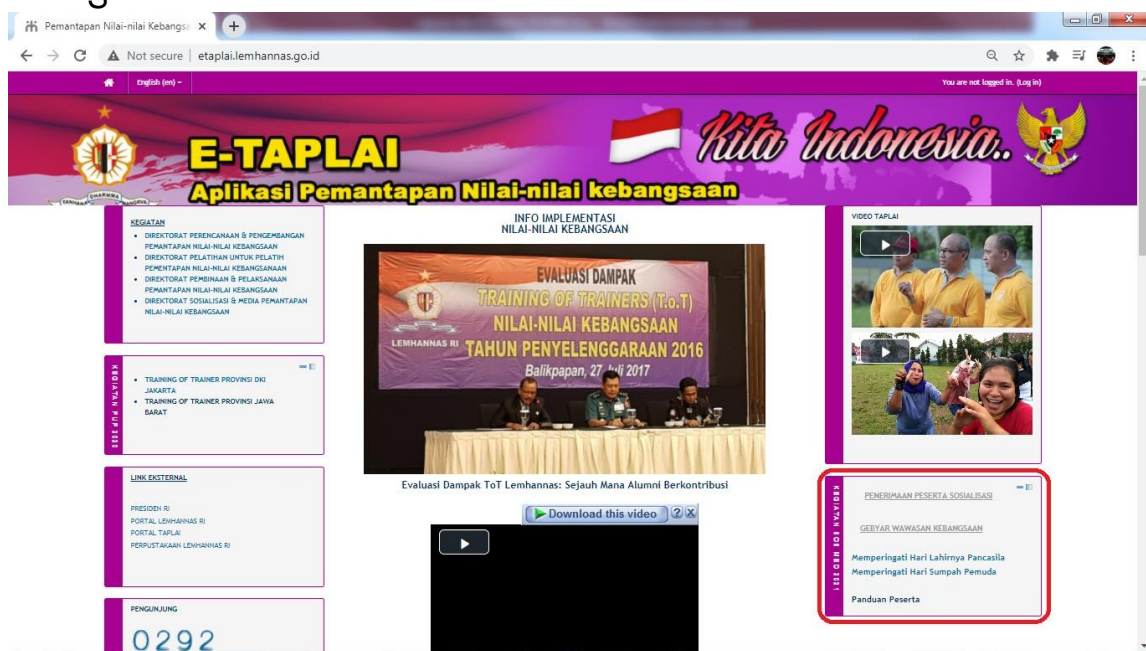 Pemantapan Nilai-nilai Kebangsa
Not secure | etaplai.lemhannas.go.id
English (en)
You are not logged in. (Log in)
E-TAPLAI
Aplikasi Pemantapan Nilai-nilai kebangsaan
Kita Indonesia..
KEGIATAN
DIREKTORAT PERENCANAAN & PENGEMBANGAN
PEMANTAPAN NILAI-NILAI KEBANGSAAN
DIREKTORAT PELATIHAN UNTUK PELATIH
PEMENTAPAN NILAI-NILAI KEBANGSANAAN
DIREKTORAT PEMBINAAN & PELAKSANAAN
PEMANTAPAN NILAI-NILAI KEBANGSAAN
DIREKTORAT SOSIALISASI & MEDIA PEMANTAPAN
NILAI-NILAI KEBANGSAAN
KEGIATAN PUP 2020
TRAINING OF TRAINER PROVINSI DKI
JAKARTA
TRAINING OF TRAINER PROVINSI JAWA
BARAT
LINK EKSTERNAL
PRESIDEN RI
PORTAL LEMHANNAS RI
PORTAL TAPLAI
PERPUSTAKAAN LEMHANNAS RI
PENGUNJUNG
0292
INFO IMPLEMENTASI
NILAI-NILAI KEBANGSAAN
EVALUASI DAMPAK
TRAINING OF TRAINERS (T.o.T)
NILAI-NILAI KEBANGSAAN
LEMHANNAS RI
TAHUN PENYELENGGARAAN 2016
Balikpapan, 27 Juli 2017
Evaluasi Dampak ToT Lemhannas: Sejauh Mana Alumni Berkontribusi
Download this video
VIDEO TAPLAI
PENERIMAAN PESERTA SOSIALISASI
GEBYAR WAWASAN KEBANGSAAN
Memperingati Hari Lahirnya Pancasila
Memperingati Hari Sumpah Pemuda
Panduan Peserta